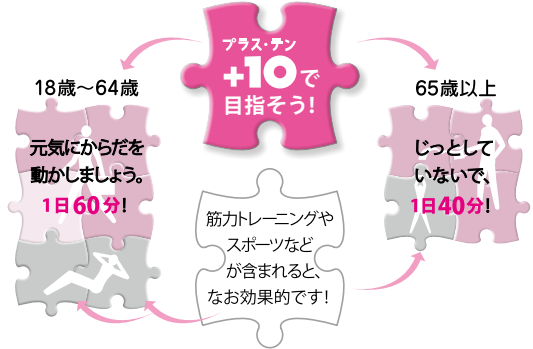 プラス・テン
+10で
目指そう!
18歳～64歳
元気にからだを
動かしましょう。
1日60分!
65歳以上
じっとして
いないで、
1日40分!
筋力トレーニングや
スポーツなど
が含まれると、
なお効果的です!